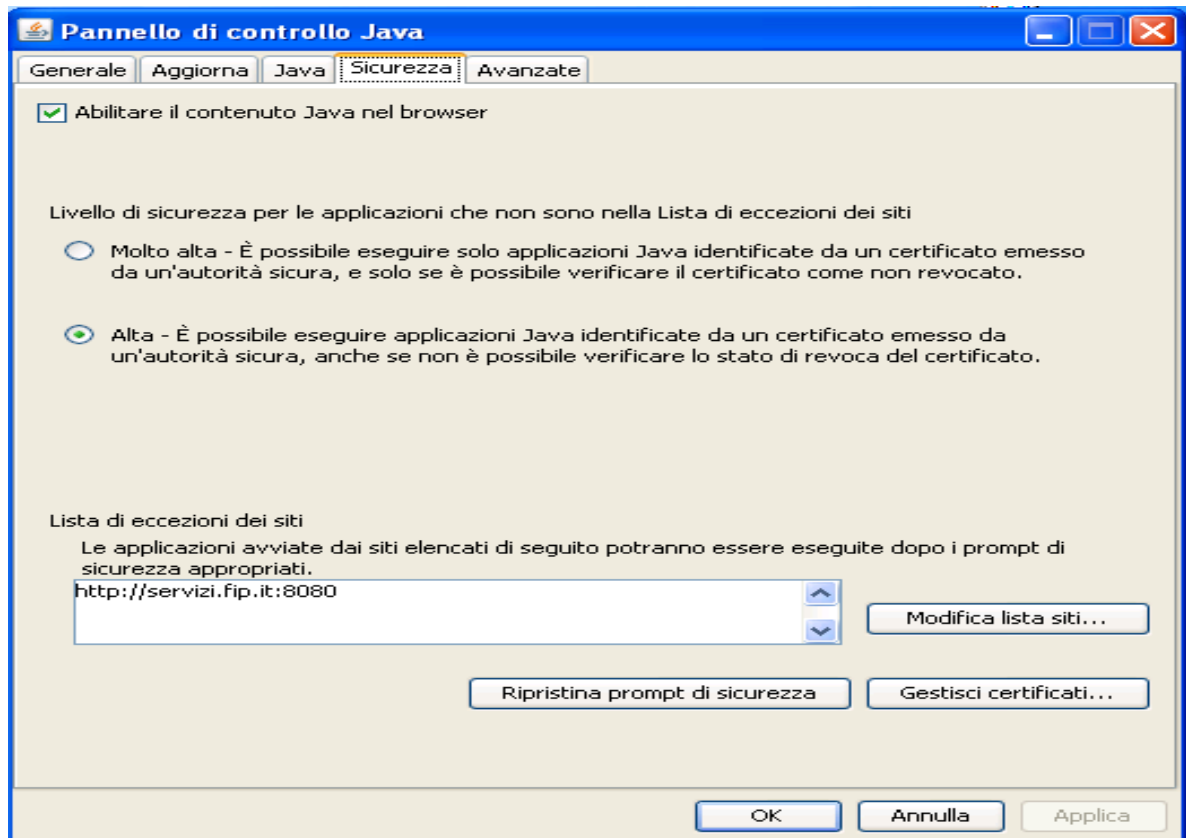 Pannello di controllo Java
Generale Aggiorna Java Sicurezza Avanzate
Abilitare il contenuto Java nel browser
Livello di sicurezza per le applicazioni che non sono nella Lista di eccezioni dei siti
Molto alta - È possibile eseguire solo applicazioni Java identificate da un certificato emesso
da un'autorità sicura, e solo se è possibile verificare il certificato come non revocato.
Alta - È possibile eseguire applicazioni Java identificate da un certificato emesso da
un'autorità sicura, anche se non è possibile verificare lo stato di revoca del certificato.
Lista di eccezioni dei siti
Le applicazioni avviate dai siti elencati di seguito potranno essere eseguite dopo i prompt di
sicurezza appropriati.
http://servizi.fip.it:8080
Modifica lista siti...
Ripristina prompt di sicurezza Gestisci certificati...
OK Annulla Applica